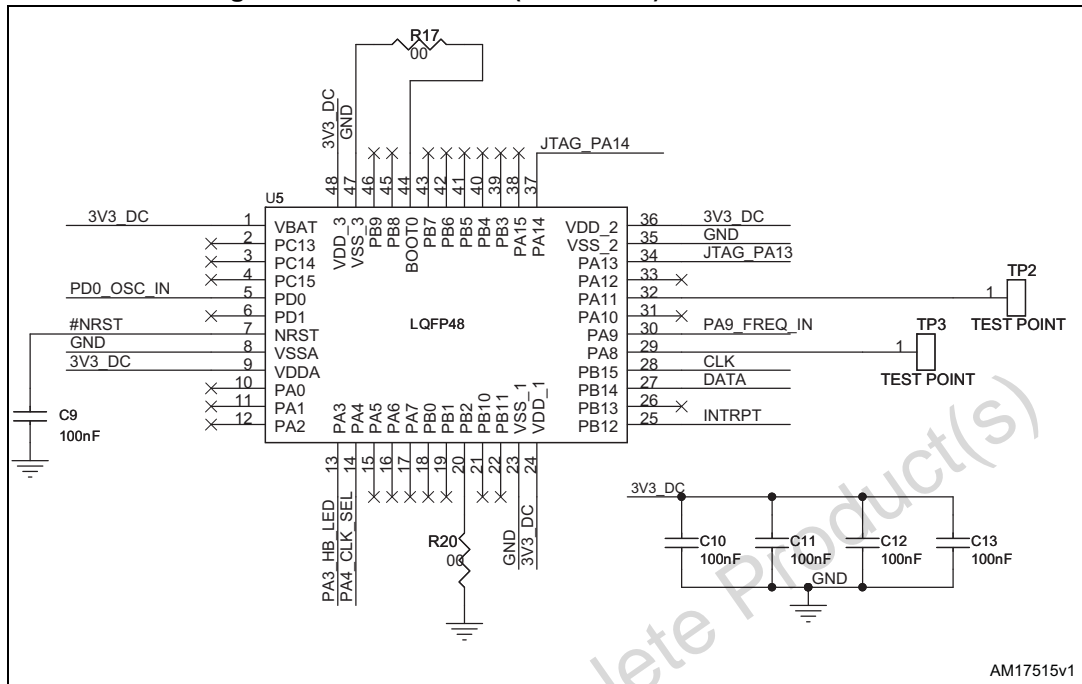 R17
00
3V3_DC
GND
JTAG_PA14
48
47
46
45
44
43
42
41
40
39
38
37
U5
VDD_3
VSS_3
PB9
PB8
BOOT0
PB7
PB6
PB5
PB4
PB3
PA15
PA14
3V3_DC 1 VBAT
2 PC13
3 PC14
4 PC15
PD0_OSC_IN 5 PD0
6 PD1
#NRST 7 NRST
GND 8 VSSA
3V3_DC 9 VDDA
10 PA0
11 PA1
12 PA2
LQFP48
VDD_2 36 3V3_DC
VSS_2 35 GND
PA13 34 JTAG_PA13
PA12 33
PA11 32
PA10 31
PA9 30 PA9_FREQ_IN
PA8 29
PB15 28 CLK
PB14 27 DATA
PB13 26
PB12 25 INTRPT
TP2
1
TEST POINT
TP3
1
TEST POINT
C9
100nF
PA3
PA4
PA5
PA6
PA7
PB0
PB1
PB2
PB10
PB11
VSS_1
VDD_1
13
14
15
16
17
18
19
20
21
22
23
24
PA3_HB_LED
PA4_CLK_SEL
R20
00
GND
3V3_DC
3V3_DC
C10
100nF
C11
100nF
C12
100nF
C13
100nF
GND
lete Product(s)
AM17515v1